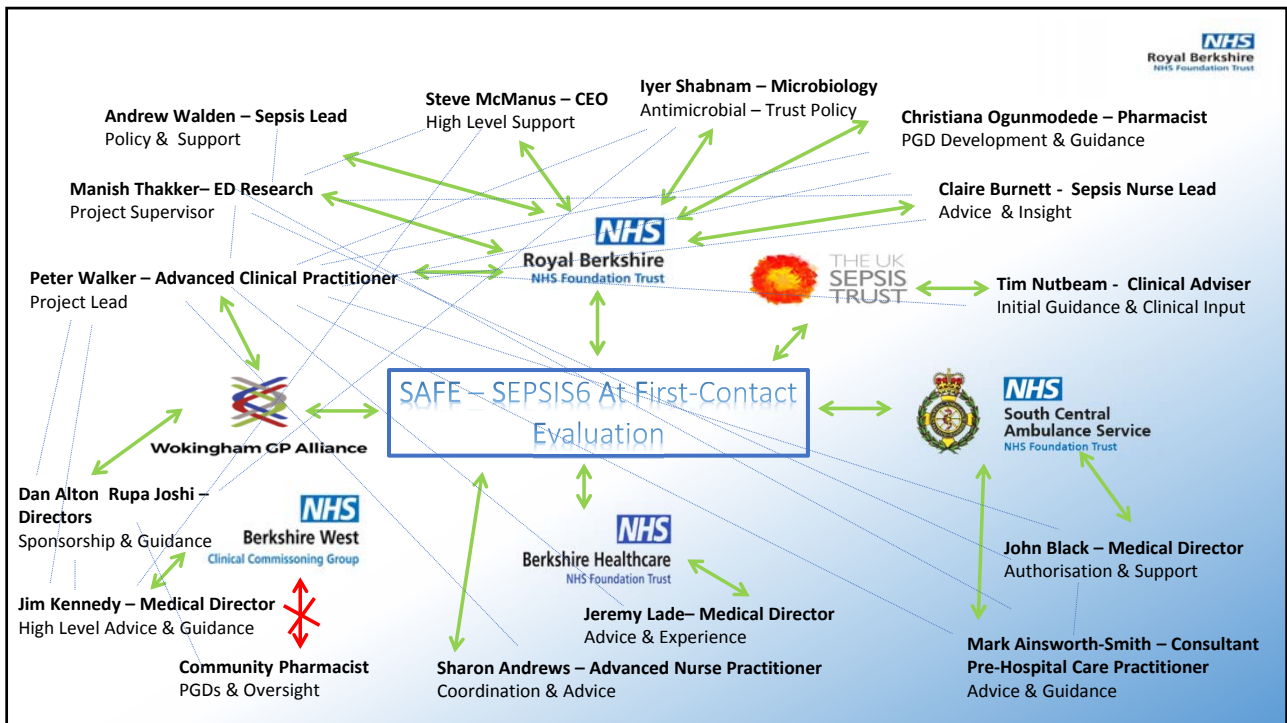 NHS
Royal Berkshire
NHS Foundation Trust
Iyer Shabnam – Microbiology
Antimicrobial – Trust Policy
Steve McManus – CEO
High Level Support
Andrew Walden – Sepsis Lead
Policy & Support
Christiana Ogunmodede – Pharmacist
PGD Development & Guidance
Manish Thakker– ED Research
Project Supervisor
Claire Burnett - Sepsis Nurse Lead
Advice & Insight
NHS
Royal Berkshire
NHS Foundation Trust
THE UK
SEPSIS
TRUST
Peter Walker – Advanced Clinical Practitioner
Project Lead
Tim Nutbeam - Clinical Adviser
Initial Guidance & Clinical Input
SAFE – SEPSIS6 At First-Contact
Evaluation
Wokingham GP Alliance
NHS
South Central
Ambulance Service
NHS Foundation Trust
Dan Alton Rupa Joshi –
Directors
Sponsorship & Guidance
NHS
Berkshire West
Clinical Commissoning Group
NHS
Berkshire Healthcare
NHS Foundation Trust
John Black – Medical Director
Authorisation & Support
Jim Kennedy – Medical Director
High Level Advice & Guidance
Jeremy Lade– Medical Director
Advice & Experience
Community Pharmacist
PGDs & Oversight
Sharon Andrews – Advanced Nurse Practitioner
Coordination & Advice
Mark Ainsworth-Smith – Consultant
Pre-Hospital Care Practitioner
Advice & Guidance